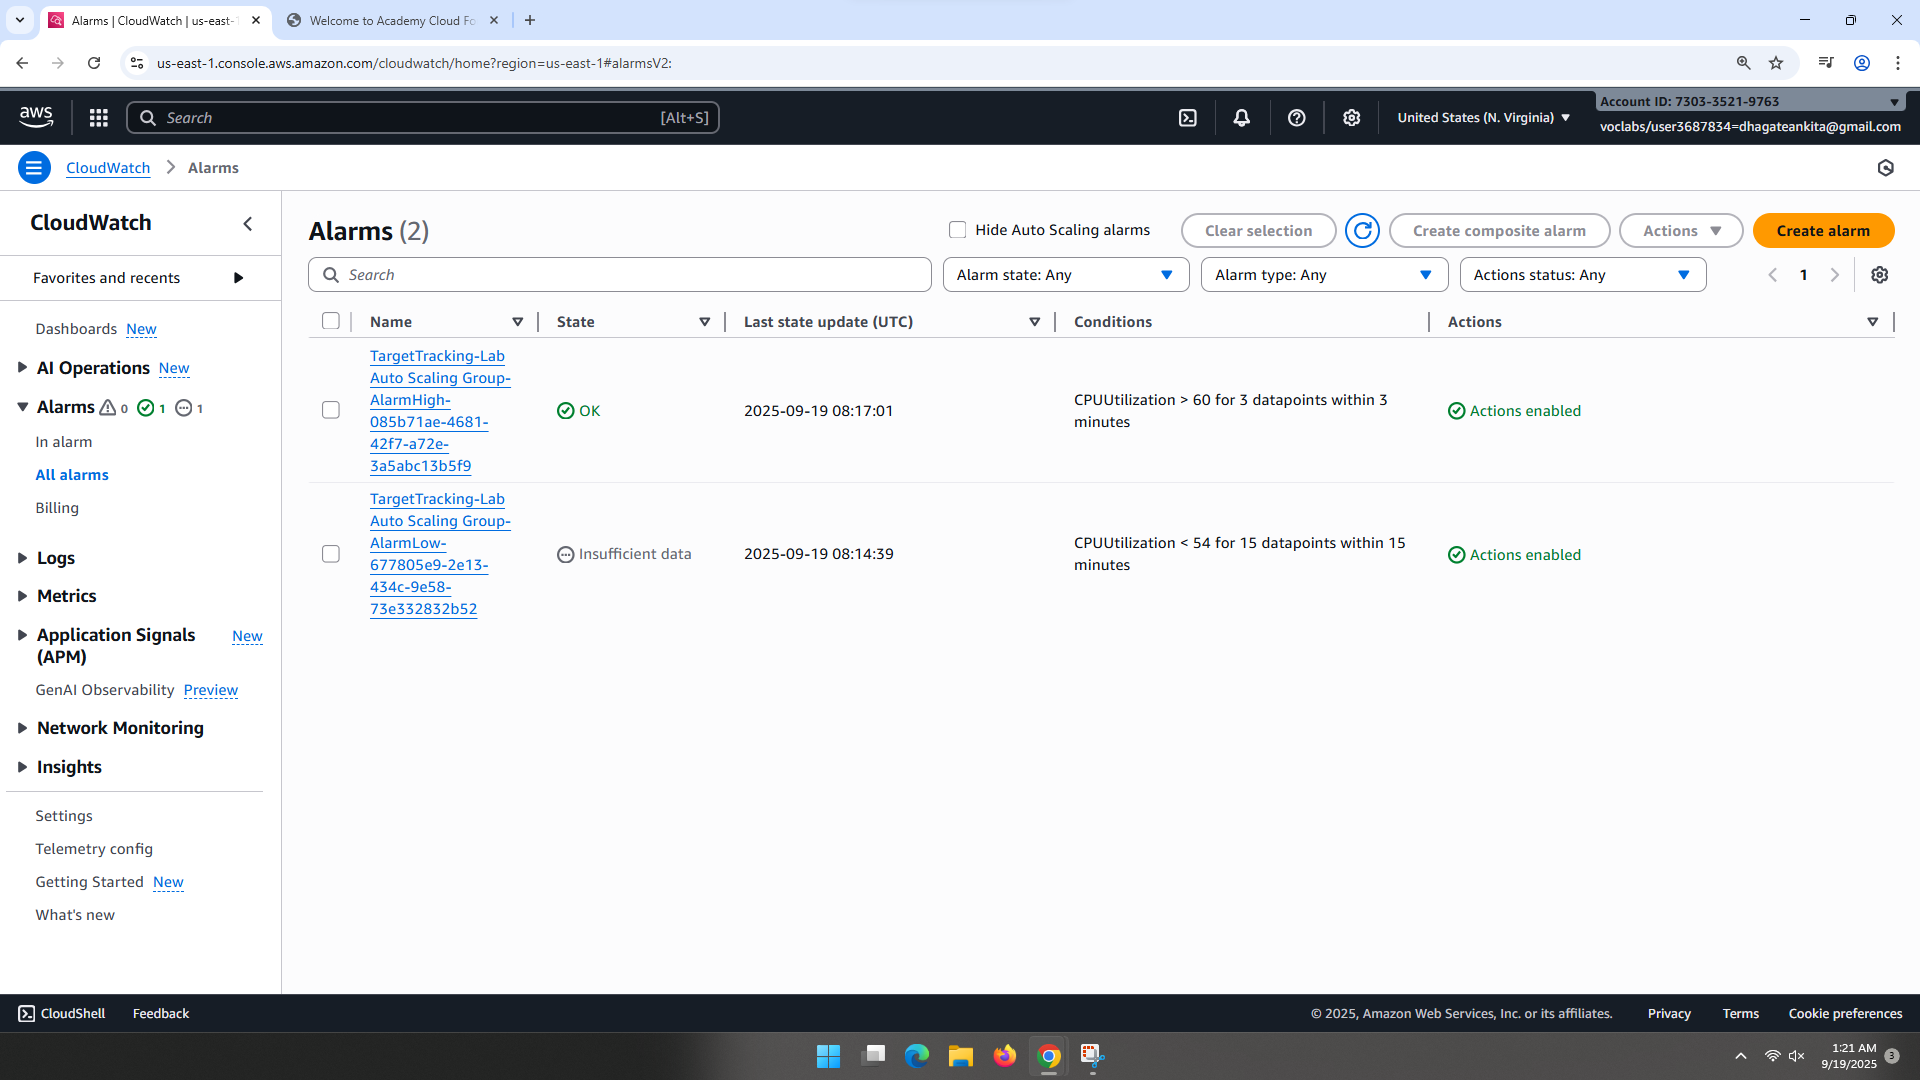 Alarms | CloudWatch | us-east-1
Welcome to Academy Cloud Fo
us-east-1.console.aws.amazon.com/cloudwatch/home?region=us-east-1#alarmsV2:
aws
Search
[Alt+S]
United States (N. Virginia)
Account ID: 7303-3521-9763
voclabs/user3687834=dhagateankita@gmail.com
CloudWatch
Alarms
CloudWatch
Favorites and recents
Dashboards New
AI Operations New
Alarms 0 1 1
In alarm
All alarms
Billing
Logs
Metrics
Application Signals
(APM)
New
GenAI Observability Preview
Network Monitoring
Insights
Settings
Telemetry config
Getting Started New
What's new
Alarms (2)
Hide Auto Scaling alarms
Clear selection
Create composite alarm
Actions
Create alarm
Search
Alarm state: Any
Alarm type: Any
Actions status: Any
1
Name
State
Last state update (UTC)
Conditions
Actions
TargetTracking-Lab
Auto Scaling Group-
AlarmHigh-
085b71ae-4681-
42f7-a72e-
3a5abc13b5f9
OK
2025-09-19 08:17:01
CPUUtilization > 60 for 3 datapoints within 3
minutes
Actions enabled
TargetTracking-Lab
Auto Scaling Group-
AlarmLow-
677805e9-2e13-
434c-9e58-
73e332832b52
Insufficient data
2025-09-19 08:14:39
CPUUtilization < 54 for 15 datapoints within 15
minutes
Actions enabled
CloudShell
Feedback
© 2025, Amazon Web Services, Inc. or its affiliates.
Privacy
Terms
Cookie preferences
1:21 AM
9/19/2025
3